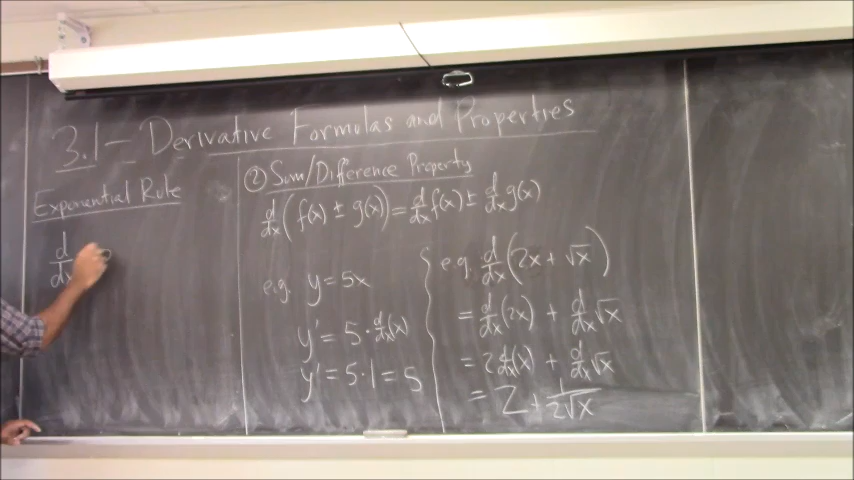 3.1 – Derivative Formulas and Properties
Exponential Rule
d/dx
② Sum/Difference Property
d/dx (f(x) ± g(x)) = d/dx f(x) ± d/dx g(x)
e.g. y = 5x
y' = 5 · d/dx (x)
y' = 5·1 = 5
e.g. d/dx (2x + √x)
= d/dx (2x) + d/dx √x
= 2 d/dx (x) + d/dx √x
= 2 + 1/2√x